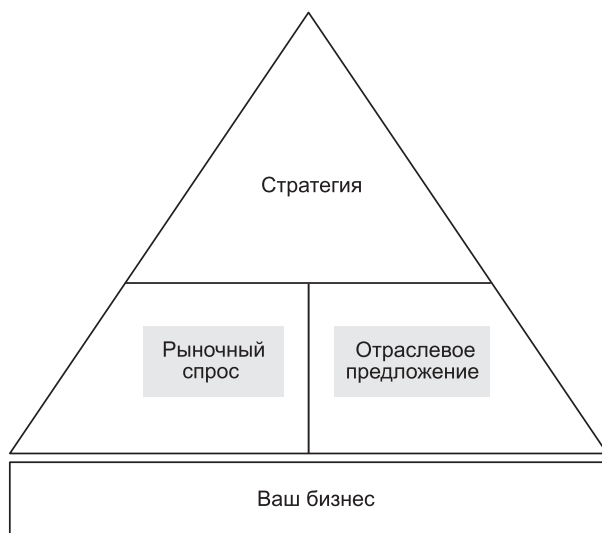 Стратегия
Рыночный
спрос
Отраслевое
предложение
Ваш бизнес